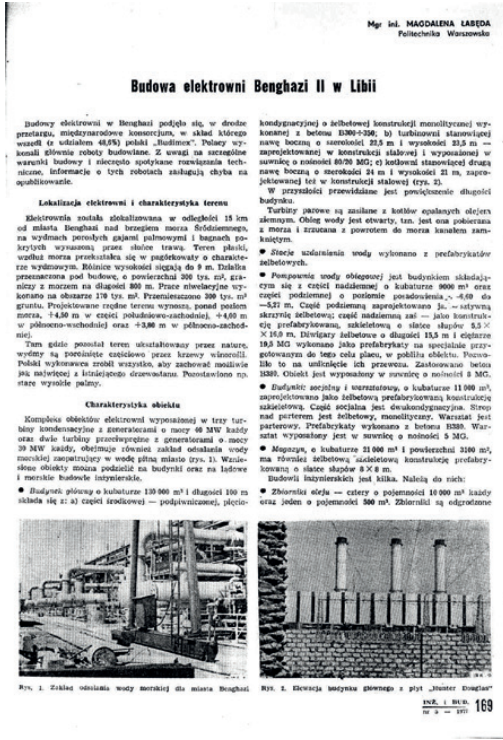 Mgr inż. MAGDALENA ŁABĘDA
Politechnika Warszawska
Budowa elektrowni Benghazi II w Libii
Budowy elektrowni w Benghazi podjęło się, w drodze
przetargu, międzynarodowe konsorcjum, w skład którego
wszedł (z udziałem 48,6%) polski „Budimex". Polacy wy-
konali głównie roboty budowlane. Z uwagi na szczególne
warunki budowy i nieczęsto spotykane rozwiązania tech-
niczne, informacje o tych robotach zasługują chyba na
opublikowanie.
Lokalizacja elektrowni i charakterystyka terenu
Elektrownia została zlokalizowana w odległości 15 km
od miasta Benghazi nad brzegiem morza Śródziemnego,
na wydmach porosłych gajami palmowymi i bagnach po-
krytych wysuszoną przez słońce trawą. Teren płaski,
wzdłuż morza przekształca się w pagórkowaty o charakte-
rze wydmowym. Różnice wysokości sięgają do 9 m. Działka
przeznaczona pod budowę, o powierzchni 300 tys. m², gra-
niczy z morzem na długości 800 m. Prace niwelacyjne wy-
konano na obszarze 170 tys. m². Przemieszczono 300 tys. m³
gruntu. Projektowane rzędne terenu wynoszą, ponad poziom
morza, +4,50 m w części południowo-zachodniej, +4,00 m
w północno-wschodniej oraz +3,80 m w północno-zachod-
niej.
Tam gdzie pozostał teren ukształtowany przez naturę,
wydmy są porośnięte częściowo przez krzewy winorośli.
Polski wykonawca zrobił wszystko, aby zachować możliwie
jak najwięcej z istniejącego drzewostanu. Pozostawiono np.
stare wysokie palmy.
Charakterystyka obiektu
Kompleks obiektów elektrowni wyposażonej w trzy tur-
biny kondensacyjne z generatorami o mocy 40 MW każdy
oraz dwie turbiny przeciwprężne z generatorami o mocy
30 MW każdy, obejmuje również zakład odsalania wody
morskiej zaopatrujący w wodę pitną miasto (rys. 1). Wznie-
sione obiekty można podzielić na budynki oraz na lądowe
i morskie budowle inżynierskie.
● Budynek główny o kubaturze 130 000 m³ i długości 100 m
składa się z: a) części środkowej — podpiwniczonej, pięcio-
kondygnacyjnej o żelbetowej konstrukcji monolitycznej wy-
konanej z betonu B300÷350; b) turbinowni stanowiącej
nawę boczną o szerokości 22,5 m i wysokości 23,5 m —
zaprojektowanej w konstrukcji stalowej i wyposażonej w
suwnicę o nośności 80/20 MG; c) kotłowni stanowiącej drugą
nawę boczną o szerokości 24 m i wysokości 21 m, zapro-
jektowanej też w konstrukcji stalowej (rys. 2).
W przyszłości przewidziane jest powiększenie długości
budynku.
Turbiny parowe są zasilane z kotłów opalanych olejem
ziemnym. Obieg wody jest otwarty, tzn. jest ona pobierana
z morza i zrzucana z powrotem do morza kanałem zam-
kniętym.
● Stację uzdatniania wody wykonano z prefabrykatów
żelbetowych.
● Pompownia wody obiegowej jest budynkiem składają-
cym się z części nadziemnej o kubaturze 9000 m³ oraz
części podziemnej o poziomie posadowienia -6,60 do
-5,77 m. Część podziemną zaprojektowano ja. sztywną
skrzynię żelbetową; część nadziemną zaś — jako konstruk-
cję prefabrykowaną, szkieletową o siatce słupów 5,5 ×
× 16,0 m. Dźwigary żelbetowe o długości 15,5 m i ciężarze
19,5 MG wykonano jako prefabrykaty na specjalnie przy-
gotowanym do tego celu placu, w pobliżu obiektu. Pozwo-
liło to na uniknięcie ich przewozu. Zastosowano beton
B350. Obiekt jest wyposażony w suwnicę o nośności 8 MG.
● Budynki: socjalny i warsztatowy, o kubaturze 11 000 m³,
zaprojektowano jako żelbetową prefabrykowaną konstrukcję
szkieletową. Część socjalna jest dwukondygnacyjna. Strop
nad parterem jest żelbetowy, monolityczny. Warsztat jest
parterowy. Prefabrykaty wykonano z betonu B350. War-
sztat wyposażony jest w suwnicę o nośności 5 MG.
● Magazyn, o kubaturze 21 000 m³ i powierzchni 3100 m²,
ma również żelbetową szkieletową konstrukcję prefabry-
kowaną o siatce słupów 8 X 8 m.
Budowli inżynierskich jest kilka. Należą do nich:
● Zbiorniki oleju — cztery o pojemności 10 000 m³ każdy
oraz jeden o pojemności 500 m³. Zbiorniki są odgrodzone
Rys. 1. Zakład odsalania wody morskiej dla miasta Benghazi
Rys. 2. Elewacja budynku głównego z płyt „Hunter Douglas"
INŻ. i BUD.
169